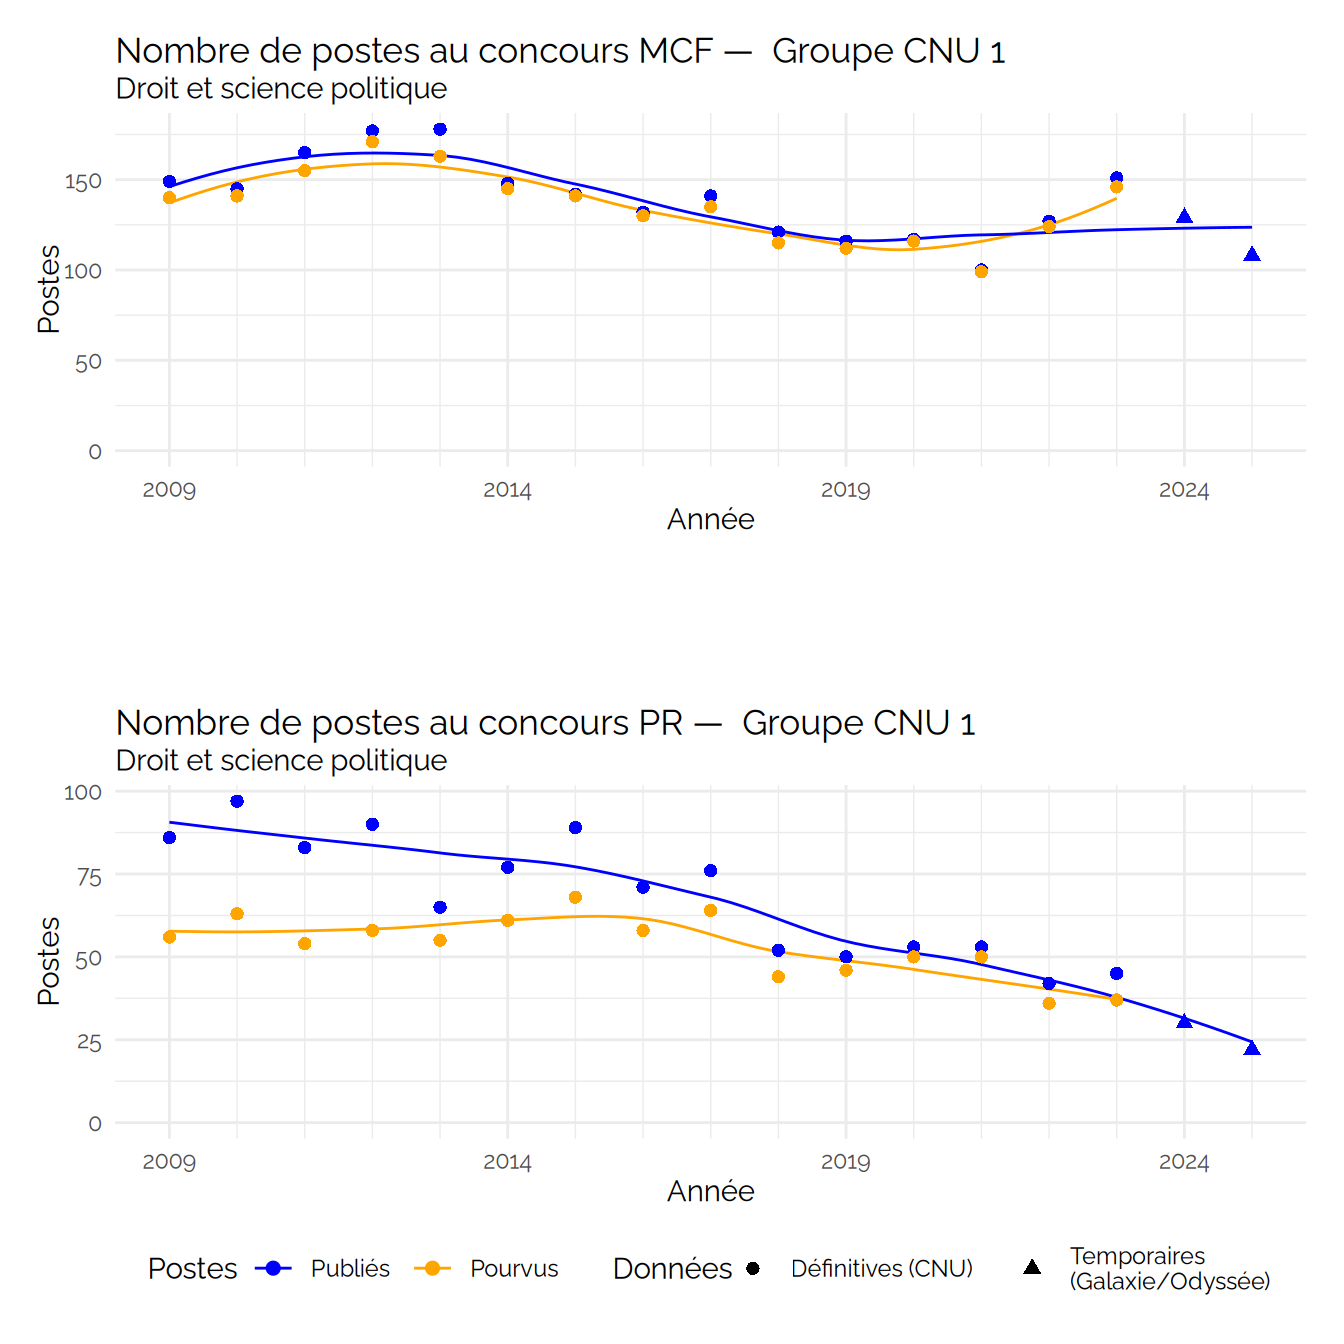 Nombre de postes au concours MCF — Groupe CNU 1
Droit et science politique
Postes
150
100
50
0
2009 2014 2019 2024
Année
Nombre de postes au concours PR — Groupe CNU 1
Droit et science politique
Postes
100
75
50
25
0
2009 2014 2019 2024
Année
Postes Publiés Pourvus Données Définitives (CNU) Temporaires
(Galaxie/Odyssée)